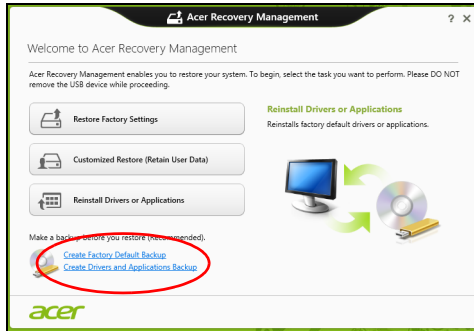 Acer Recovery Management
? X
Welcome to Acer Recovery Management
Acer Recovery Management enables you to restore your system. To begin, select the task you want to perform. Please DO NOT
remove the USB device while proceeding.
Restore Factory Settings
Customized Restore (Retain User Data)
Reinstall Drivers or Applications
Reinstall Drivers or Applications
Reinstalls factory default drivers or applications.
Make a backup before you restore (Recommended).
Create Factory Default Backup
Create Drivers and Applications Backup
acer